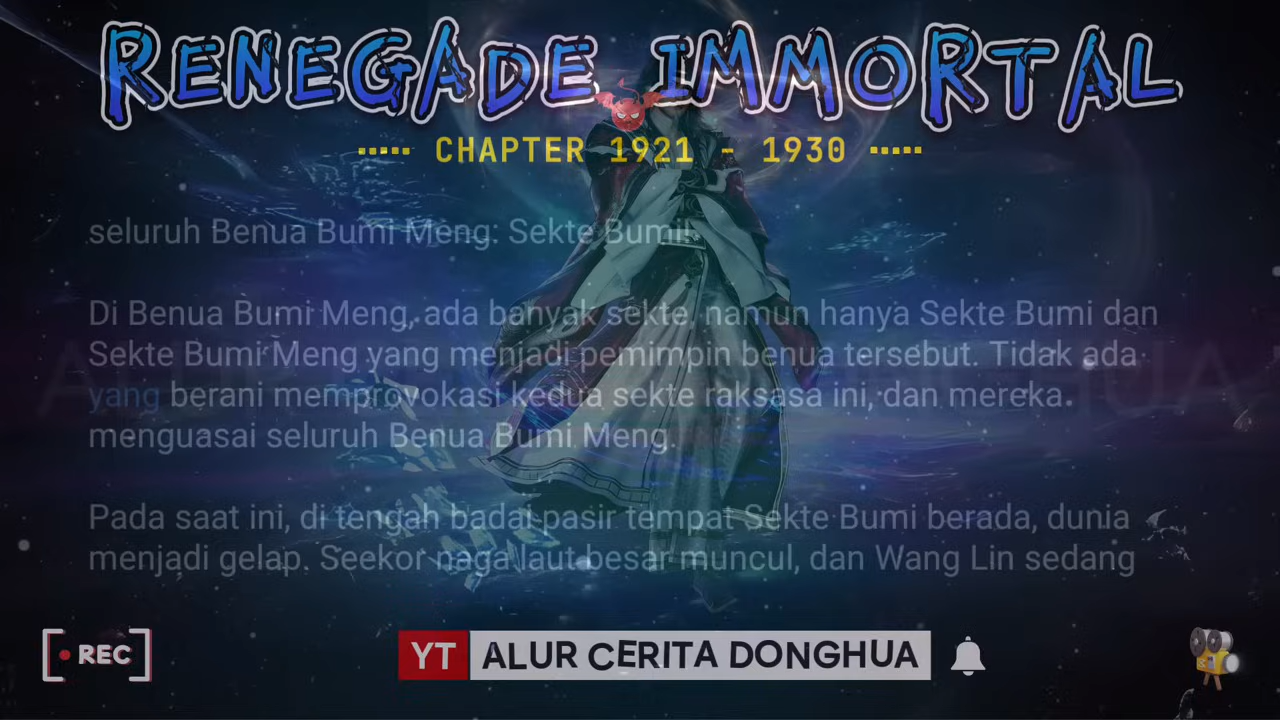 RENEGADE IMMORTAL
CHAPTER 1921 - 1930
seluruh Benua Bumi Meng: Sekte Bumi!
Di Benua Bumi Meng, ada banyak sekte, namun hanya Sekte Bumi dan
Sekte Bumi Meng yang menjadi pemimpin benua tersebut. Tidak ada
yang berani memprovokasi kedua sekte raksasa ini, dan mereka
menguasai seluruh Benua Bumi Meng.
Pada saat ini, di tengah badai pasir tempat Sekte Bumi berada, dunia
menjadi gelap. Seekor naga laut besar muncul, dan Wang Lin sedang
REC
YT ALUR CERITA DONGHUA